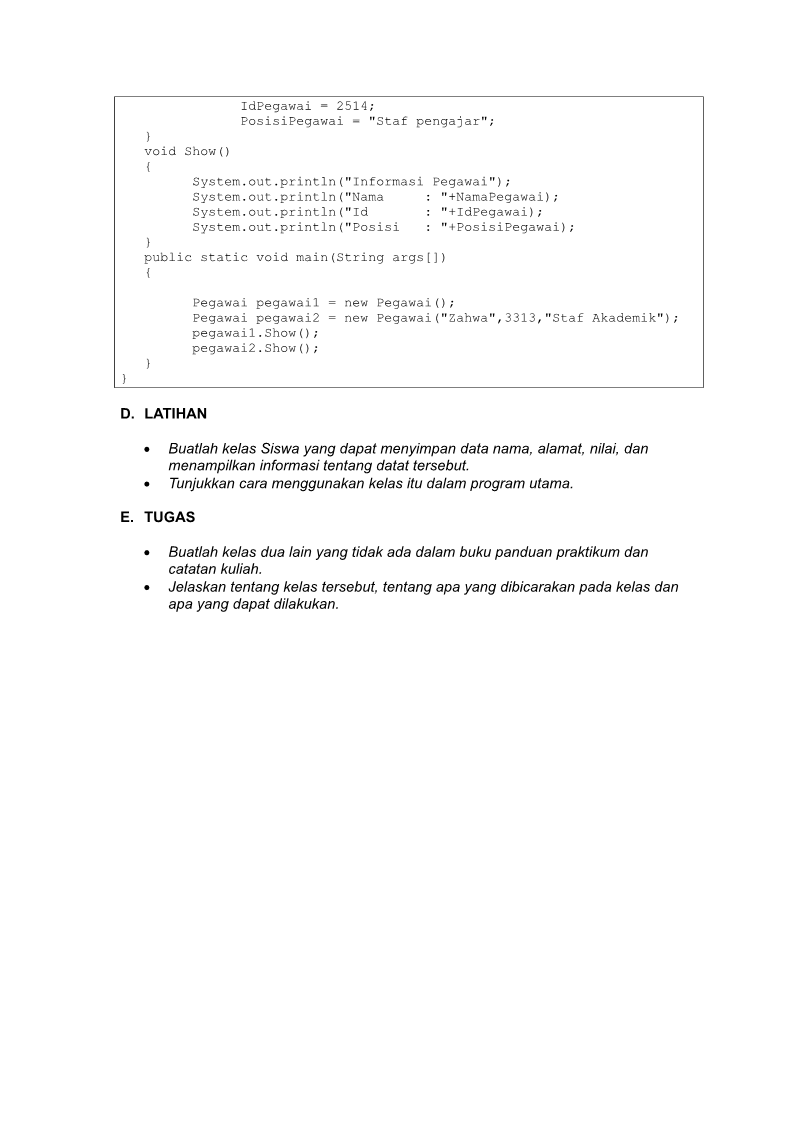 IdPegawai = 2514;
PosisiPegawai = "Staf pengajar";
}
void Show()
{
System.out.println("Informasi Pegawai");
System.out.println("Nama     : "+NamaPegawai);
System.out.println("Id       : "+IdPegawai);
System.out.println("Posisi   : "+PosisiPegawai);
}
public static void main(String args[])
{
Pegawai pegawai1 = new Pegawai();
Pegawai pegawai2 = new Pegawai("Zahwa",3313,"Staf Akademik");
pegawai1.Show();
pegawai2.Show();
}
}
D. LATIHAN
• Buatlah kelas Siswa yang dapat menyimpan data nama, alamat, nilai, dan
menampilkan informasi tentang datat tersebut.
• Tunjukkan cara menggunakan kelas itu dalam program utama.
E. TUGAS
• Buatlah kelas dua lain yang tidak ada dalam buku panduan praktikum dan
catatan kuliah.
• Jelaskan tentang kelas tersebut, tentang apa yang dibicarakan pada kelas dan
apa yang dapat dilakukan.